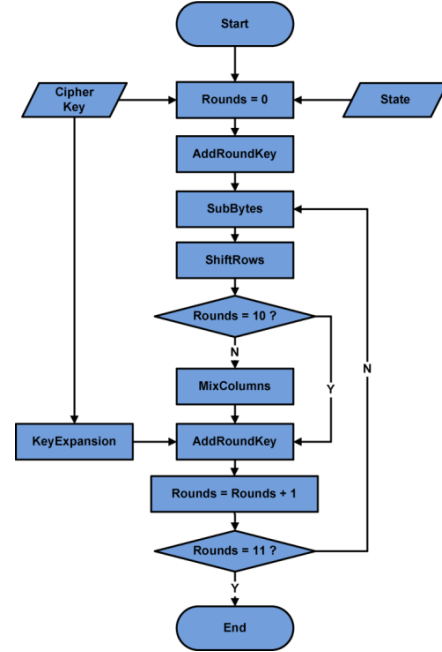 Start
Cipher
Key
Rounds = 0
State
AddRoundKey
SubBytes
ShiftRows
Rounds = 10 ?
N
MixColumns
Y
N
KeyExpansion
AddRoundKey
Rounds = Rounds + 1
Rounds = 11 ?
Y
End